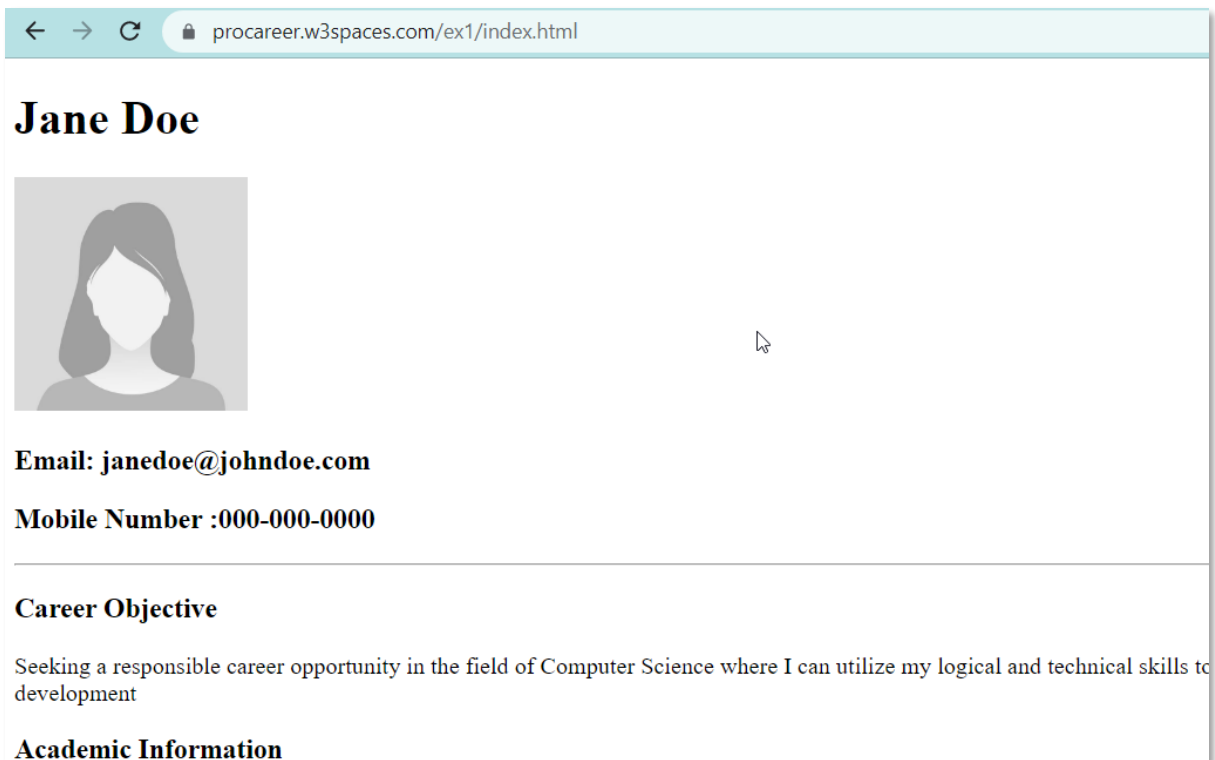 procareer.w3spaces.com/ex1/index.html
Jane Doe
Email: janedoe@johndoe.com
Mobile Number :000-000-0000
Career Objective
Seeking a responsible career opportunity in the field of Computer Science where I can utilize my logical and technical skills to
development
Academic Information